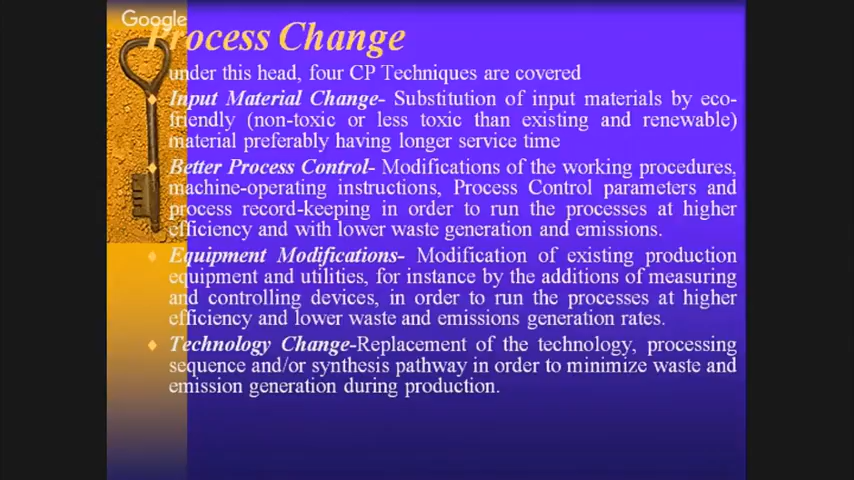 Google
Process Change
under this head, four CP Techniques are covered
Input Material Change- Substitution of input materials by eco-
friendly (non-toxic or less toxic than existing and renewable)
material preferably having longer service time
Better Process Control- Modifications of the working procedures,
machine-operating instructions, Process Control parameters and
process record-keeping in order to run the processes at higher
efficiency and with lower waste generation and emissions.
Equipment Modifications- Modification of existing production
equipment and utilities, for instance by the additions of measuring
and controlling devices, in order to run the processes at higher
efficiency and lower waste and emissions generation rates.
Technology Change-Replacement of the technology, processing
sequence and/or synthesis pathway in order to minimize waste and
emission generation during production.